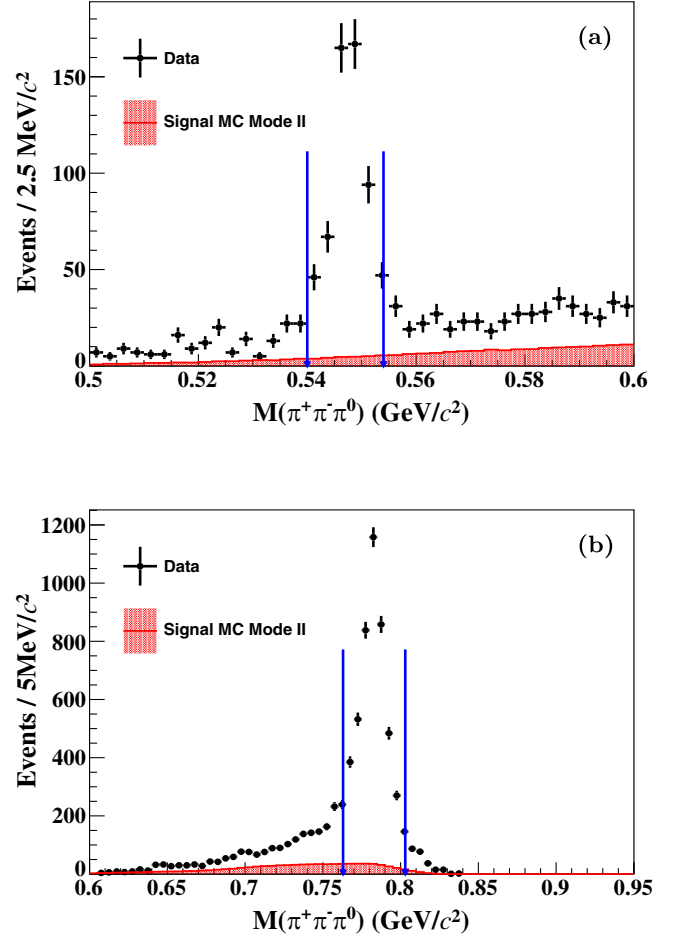 (a)
Data
Signal MC Mode II
Events / 2.5 MeV/c²
150
100
50
0
0.5 0.52 0.54 0.56 0.58 0.6
M(π⁺π⁻π⁰) (GeV/c²)
(b)
Data
Signal MC Mode II
Events / 5MeV/c²
1200
1000
800
600
400
200
0
0.6 0.65 0.7 0.75 0.8 0.85 0.9 0.95
M(π⁺π⁻π⁰) (GeV/c²)